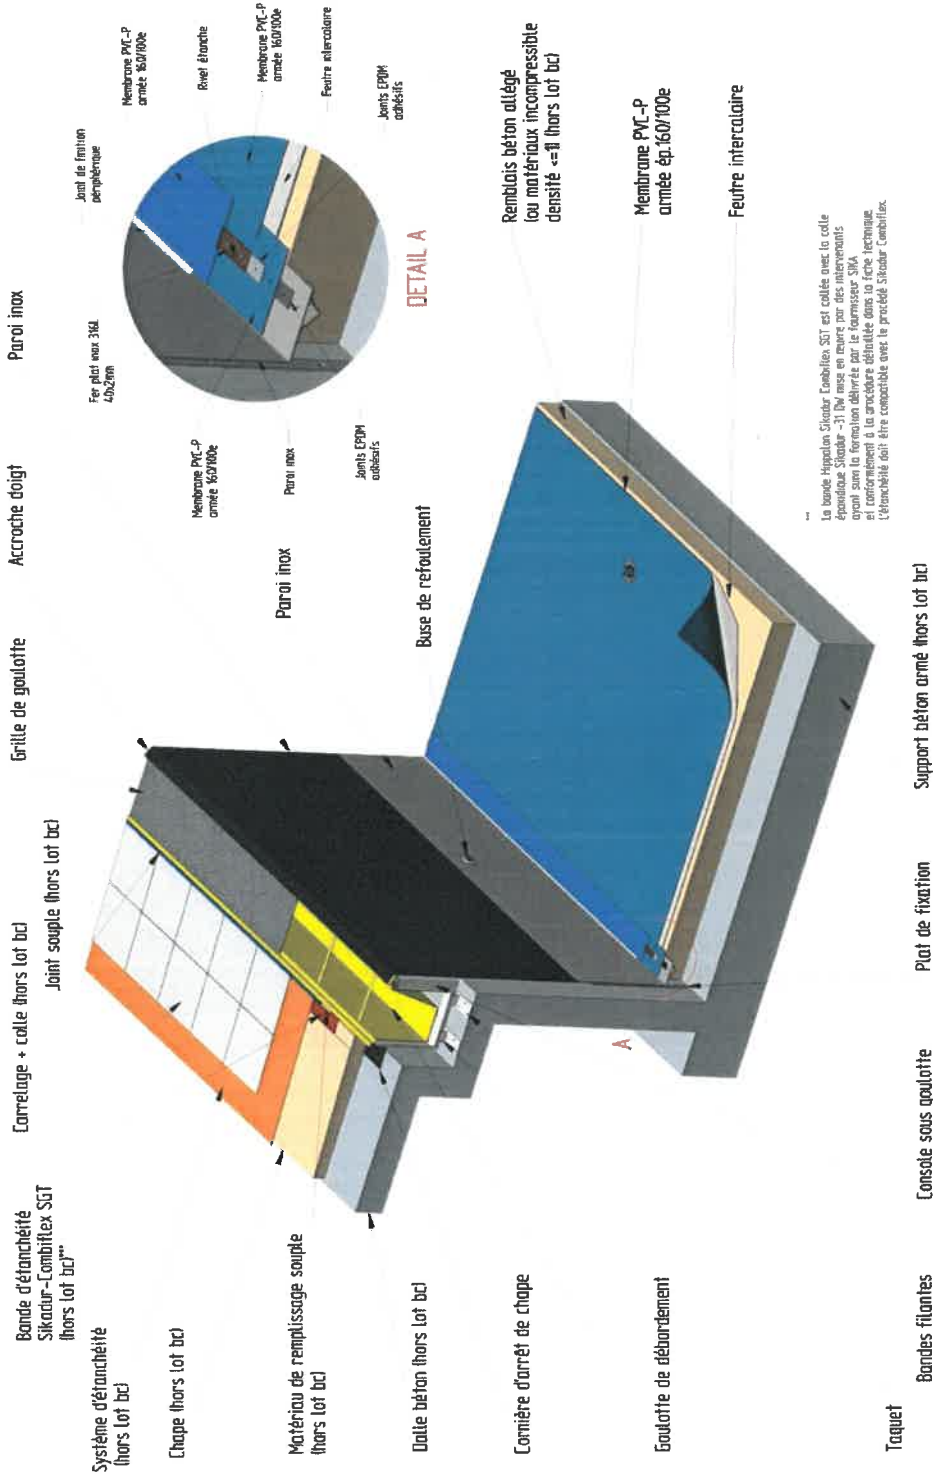 Bande d'étanchéité
Sikadur-Combiflex SGT
(hors lot bc)***
Carrelage + colle (hors lot bc)
Joint souple (hors lot bc)
Grille de goulotte
Accroche doigt
Paroi inox
Système d'étanchéité
(hors lot bc)
Chape (hors lot bc)
Matériau de remplissage souple
(hors lot bc)
Dalle béton (hors lot bc)
Cornière d'arrêt de chape
Goulotte de débordement
Taquet
Bandes filantes
Console sous goulotte
Plat de fixation
Support béton armé (hors lot bc)
Paroi inox
Buse de refoulement
A
Fer plat inox 316L
40x2mm
Joint de finition
périphérique
Membrane PVC-P
armée 160/100e
Rivet étanche
Membrane PVC-P
armée 160/100e
Feutre intercalaire
Joints EPDM
adhésifs
Membrane PVC-P
armée 160/100e
Paroi inox
Joints EPDM
adhésifs
DETAIL A
Remblais béton allégé
(ou matériaux incompressible
densité <=1) (hors lot bc)
Membrane PVC-P
armée ép.160/100e
Feutre intercalaire
***
La bande Hippalon Sikadur Combiflex SGT est collée avec la colle
époxidique Sikadur -31 DW mise en œuvre par des intervenants
ayant suivi la formation délivrée par le fournisseur SIKA
et conformément à la procédure détaillée dans la fiche technique.
L'étanchéité doit être compatible avec le procédé Sikadur Combiflex.